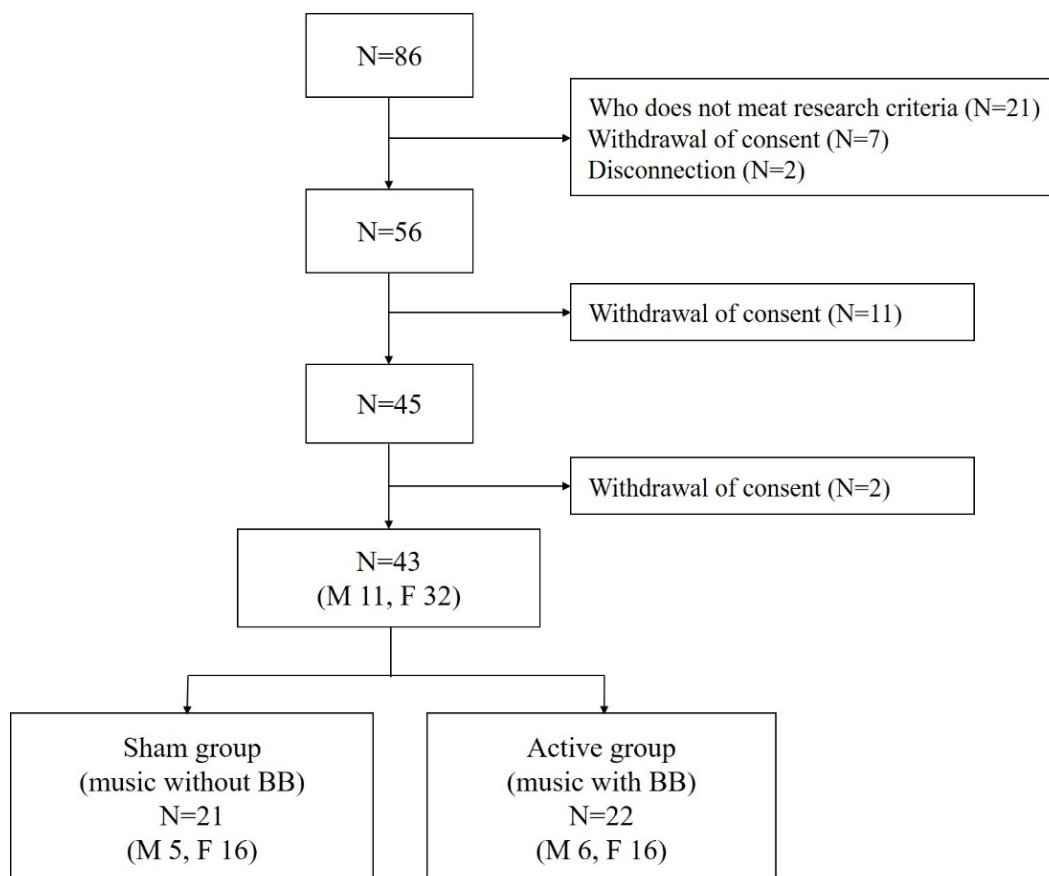 N=86
Who does not meat research criteria (N=21)
Withdrawal of consent (N=7)
Disconnection (N=2)
N=56
Withdrawal of consent (N=11)
N=45
Withdrawal of consent (N=2)
N=43
(M 11, F 32)
Sham group
(music without BB)
N=21
(M 5, F 16)
Active group
(music with BB)
N=22
(M 6, F 16)